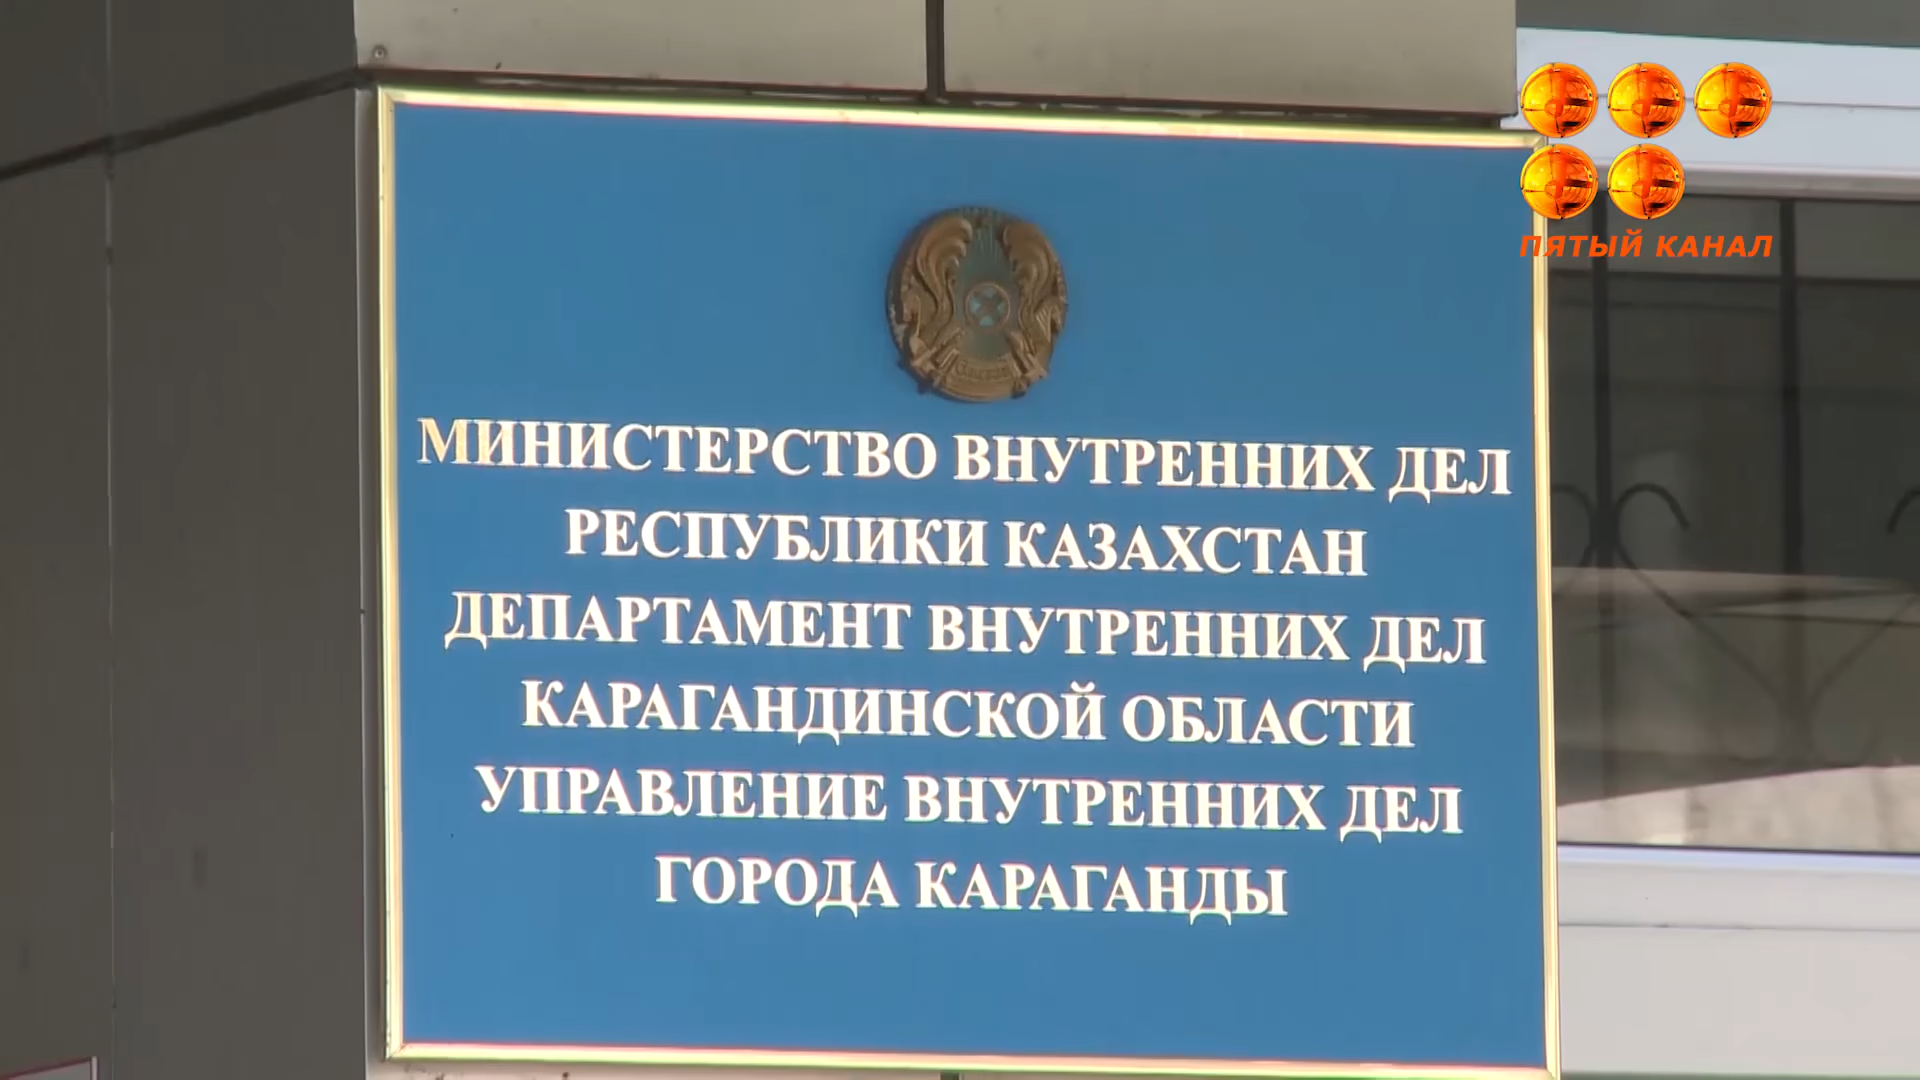 ПЯТЫЙ КАНАЛ
МИНИСТЕРСТВО ВНУТРЕННИХ ДЕЛ
РЕСПУБЛИКИ КАЗАХСТАН
ДЕПАРТАМЕНТ ВНУТРЕННИХ ДЕЛ
КАРАГАНДИНСКОЙ ОБЛАСТИ
УПРАВЛЕНИЕ ВНУТРЕННИХ ДЕЛ
ГОРОДА КАРАГАНДЫ